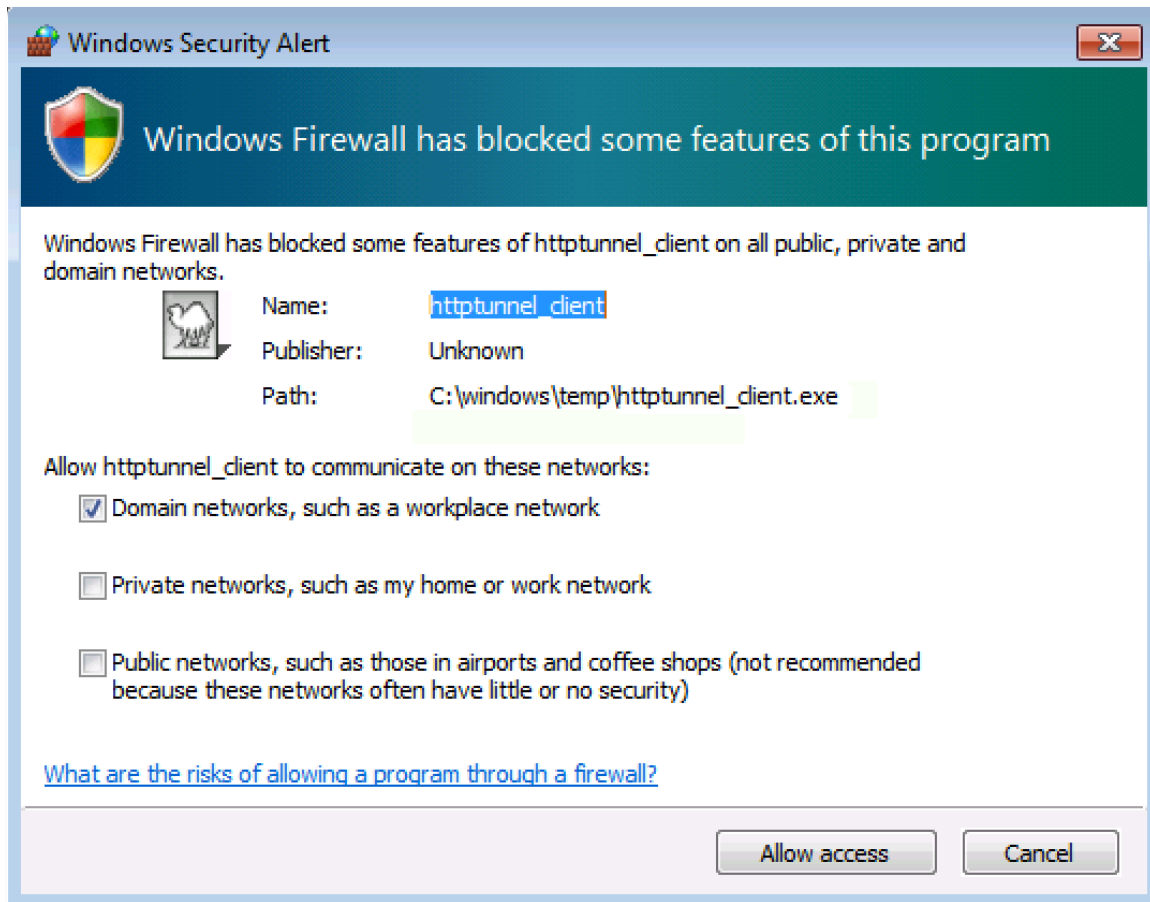 Windows Security Alert
Windows Firewall has blocked some features of this program
Windows Firewall has blocked some features of httptunnel_client on all public, private and
domain networks.
Name: httptunnel_client
Publisher: Unknown
Path: C:\windows\temp\httptunnel_client.exe
Allow httptunnel_client to communicate on these networks:
Domain networks, such as a workplace network
Private networks, such as my home or work network
Public networks, such as those in airports and coffee shops (not recommended
because these networks often have little or no security)
What are the risks of allowing a program through a firewall?
Allow access Cancel